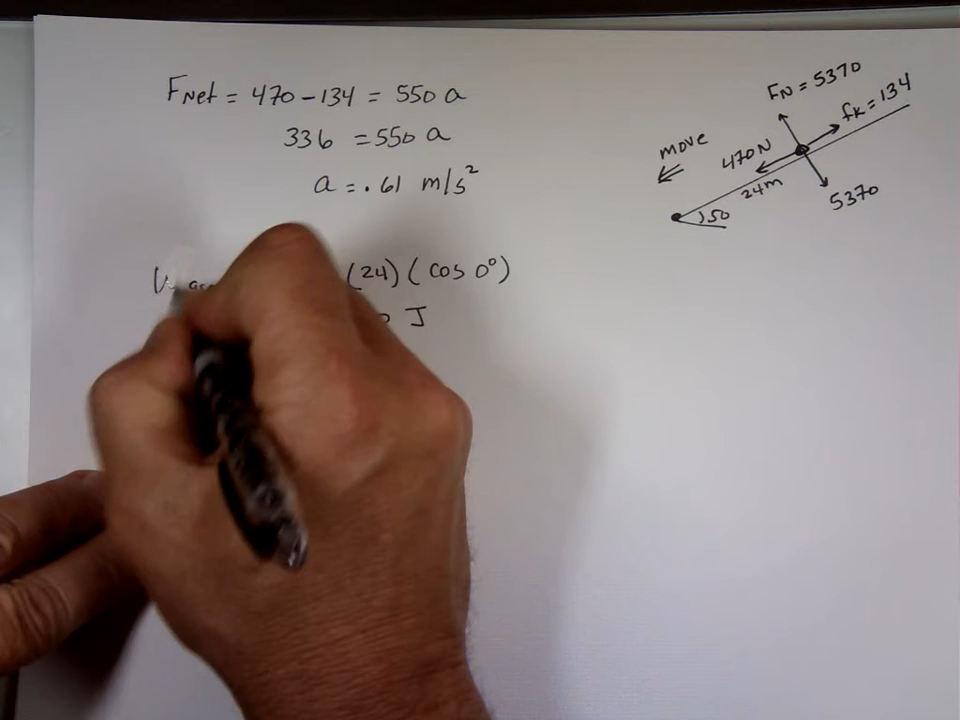 FNet = 470 - 134 = 550 a
336 = 550 a
a = .61 m/s²
(24) (cos 0°)
J
FN = 5370
fk = 134
move
470N
24m
5370